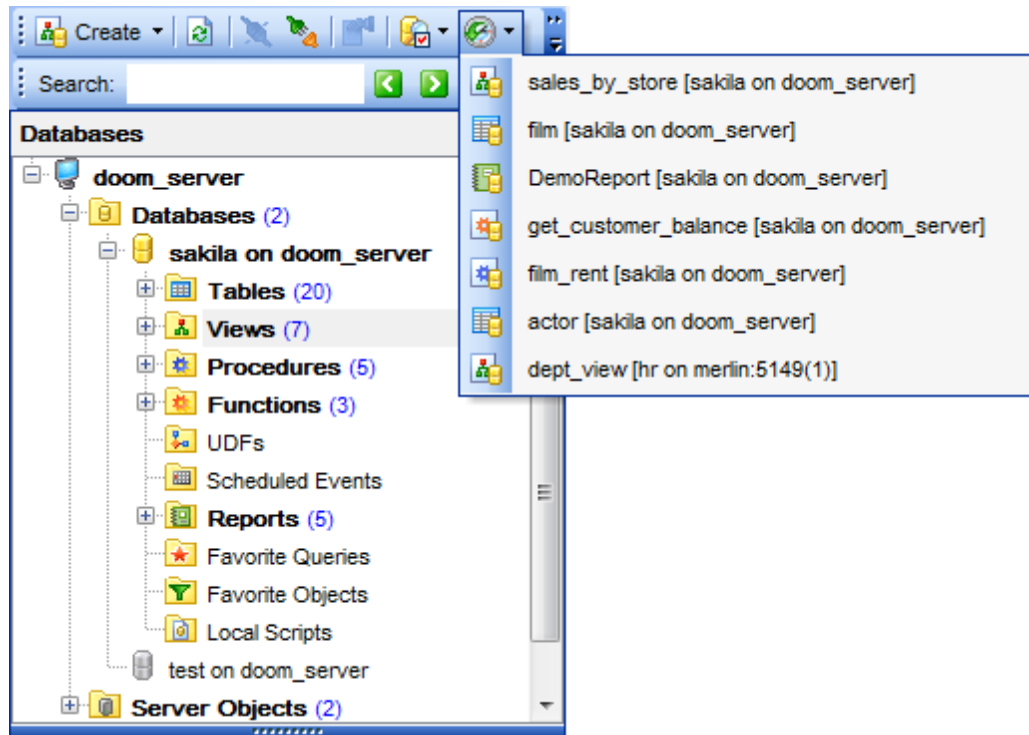 Create
Search:
Databases
doom_server
Databases (2)
sakila on doom_server
Tables (20)
Views (7)
Procedures (5)
Functions (3)
UDFs
Scheduled Events
Reports (5)
Favorite Queries
Favorite Objects
Local Scripts
test on doom_server
Server Objects (2)
sales_by_store [sakila on doom_server]
film [sakila on doom_server]
DemoReport [sakila on doom_server]
get_customer_balance [sakila on doom_server]
film_rent [sakila on doom_server]
actor [sakila on doom_server]
dept_view [hr on merlin:5149(1)]